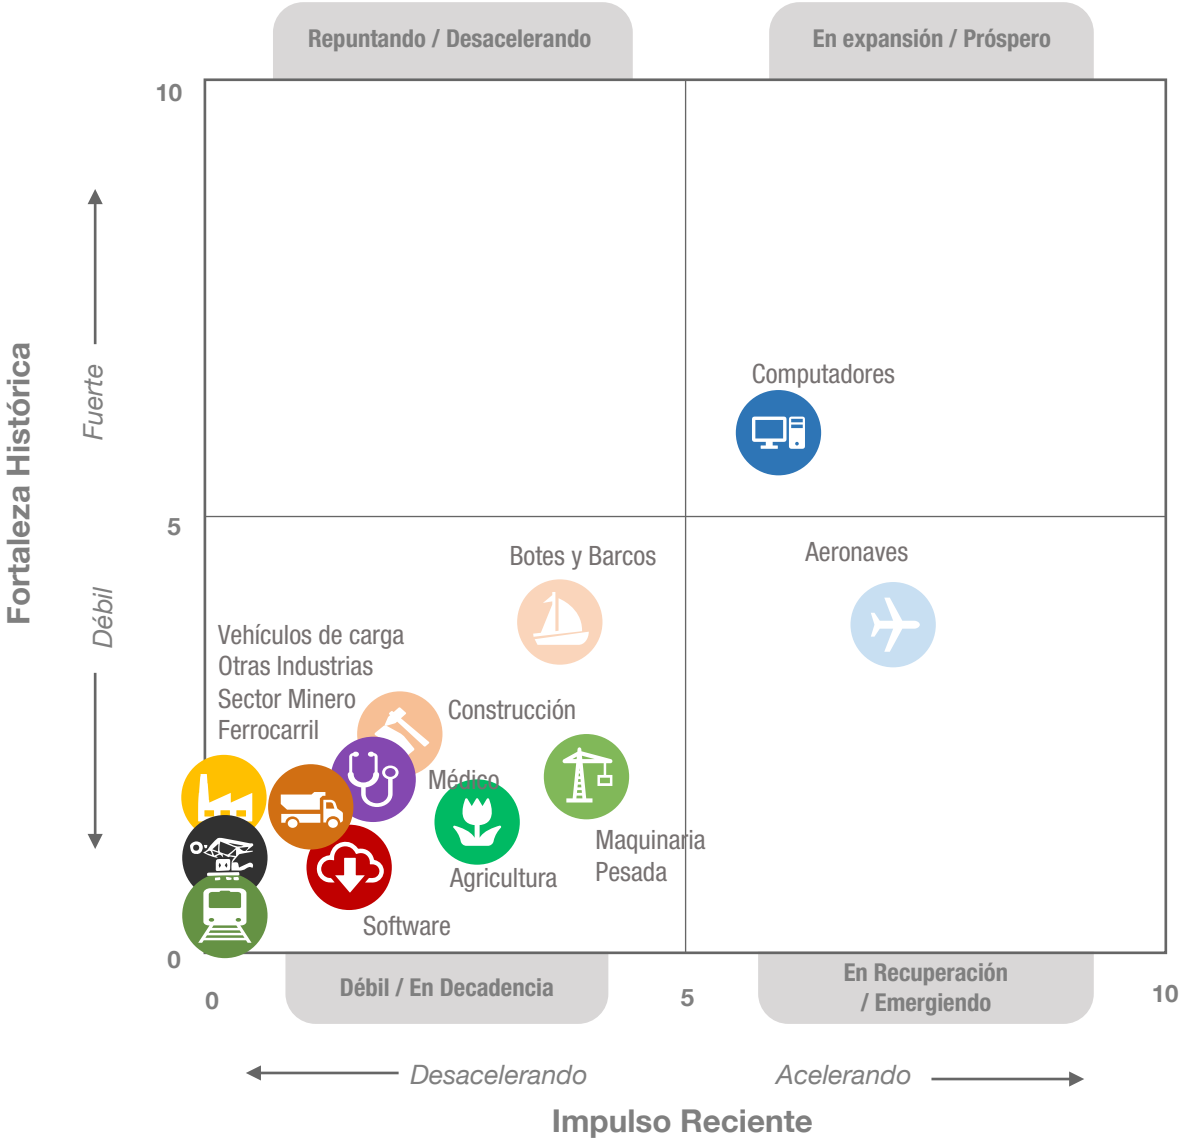 Repuntando / Desacelerando
En expansión / Próspero
10
Fuerte
Fortaleza Histórica
Computadores
5
Débil
Botes y Barcos
Aeronaves
Vehículos de carga
Otras Industrias
Sector Minero
Ferrocarril
Construcción
Médico
Maquinaria
Pesada
Agricultura
Software
0
Débil / En Decadencia
En Recuperación
/ Emergiendo
0
5
10
Desacelerando
Acelerando
Impulso Reciente